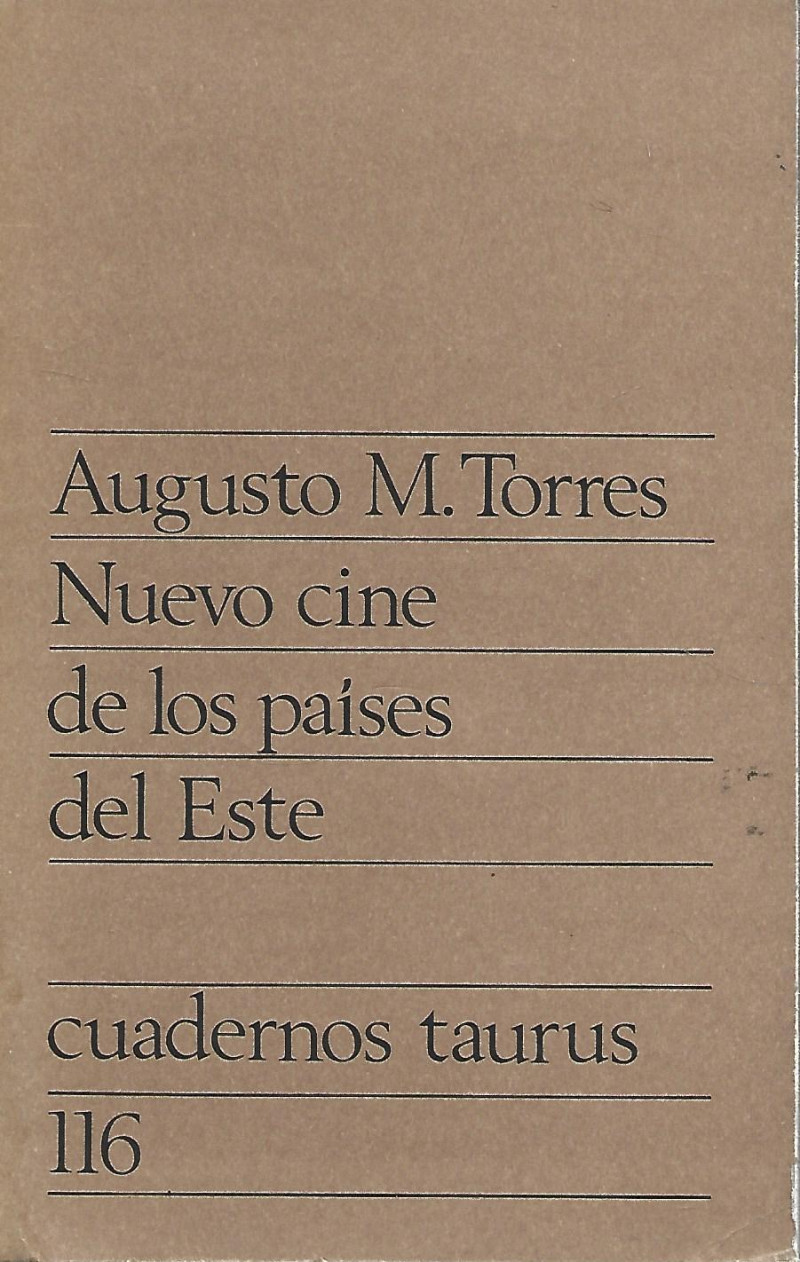 Augusto M. Torres
Nuevo cine
de los países
del Este
cuadernos taurus
116